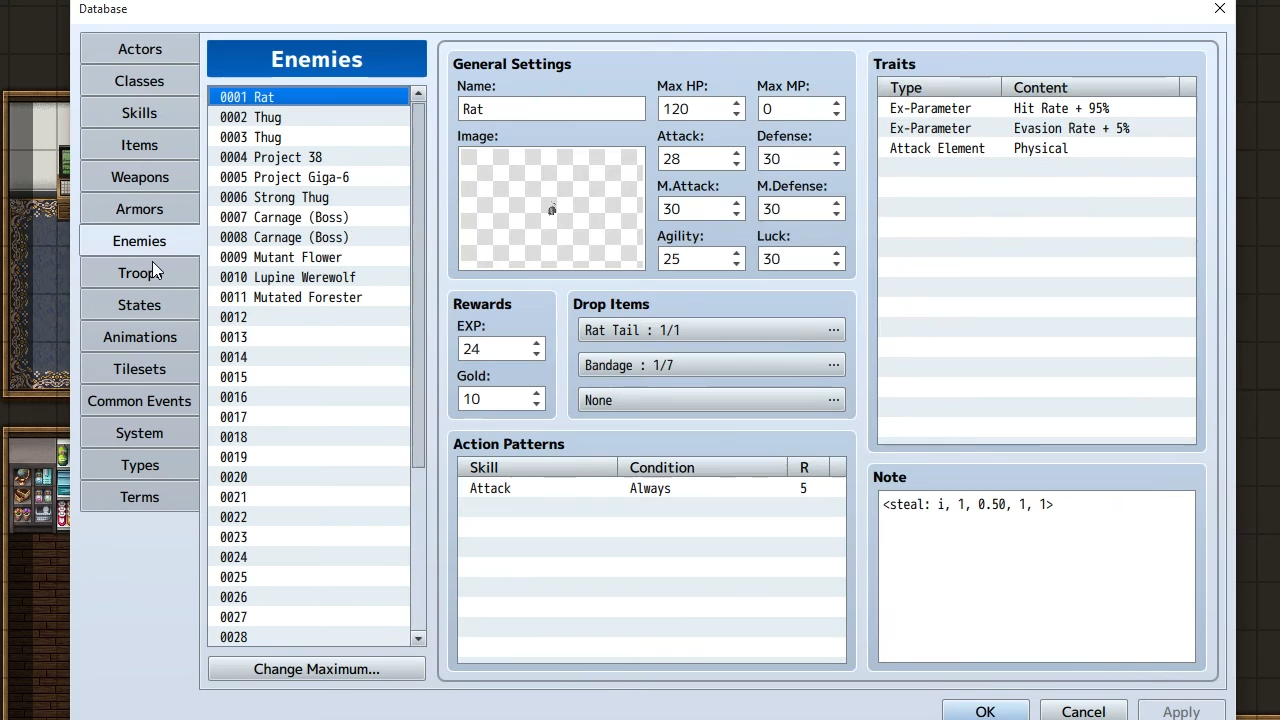 Database
Actors
Classes
Skills
Items
Weapons
Armors
Enemies
Troops
States
Animations
Tilesets
Common Events
System
Types
Terms
Enemies
0001 Rat
0002 Thug
0003 Thug
0004 Project 38
0005 Project Giga-6
0006 Strong Thug
0007 Carnage (Boss)
0008 Carnage (Boss)
0009 Mutant Flower
0010 Lupine Werewolf
0011 Mutated Forester
0012
0013
0014
0015
0016
0017
0018
0019
0020
0021
0022
0023
0024
0025
0026
0027
0028
Change Maximum...
General Settings
Name:
Rat
Image:
Max HP:
120
Max MP:
0
Attack:
28
Defense:
30
M.Attack:
30
M.Defense:
30
Agility:
25
Luck:
30
Rewards
EXP:
24
Gold:
10
Drop Items
Rat Tail : 1/1 ...
Bandage : 1/7 ...
None ...
Action Patterns
Skill Condition R
Attack Always 5
Traits
Type Content
Ex-Parameter Hit Rate + 95%
Ex-Parameter Evasion Rate + 5%
Attack Element Physical
Note
<steal: i, 1, 0.50, 1, 1>
OK
Cancel
Apply